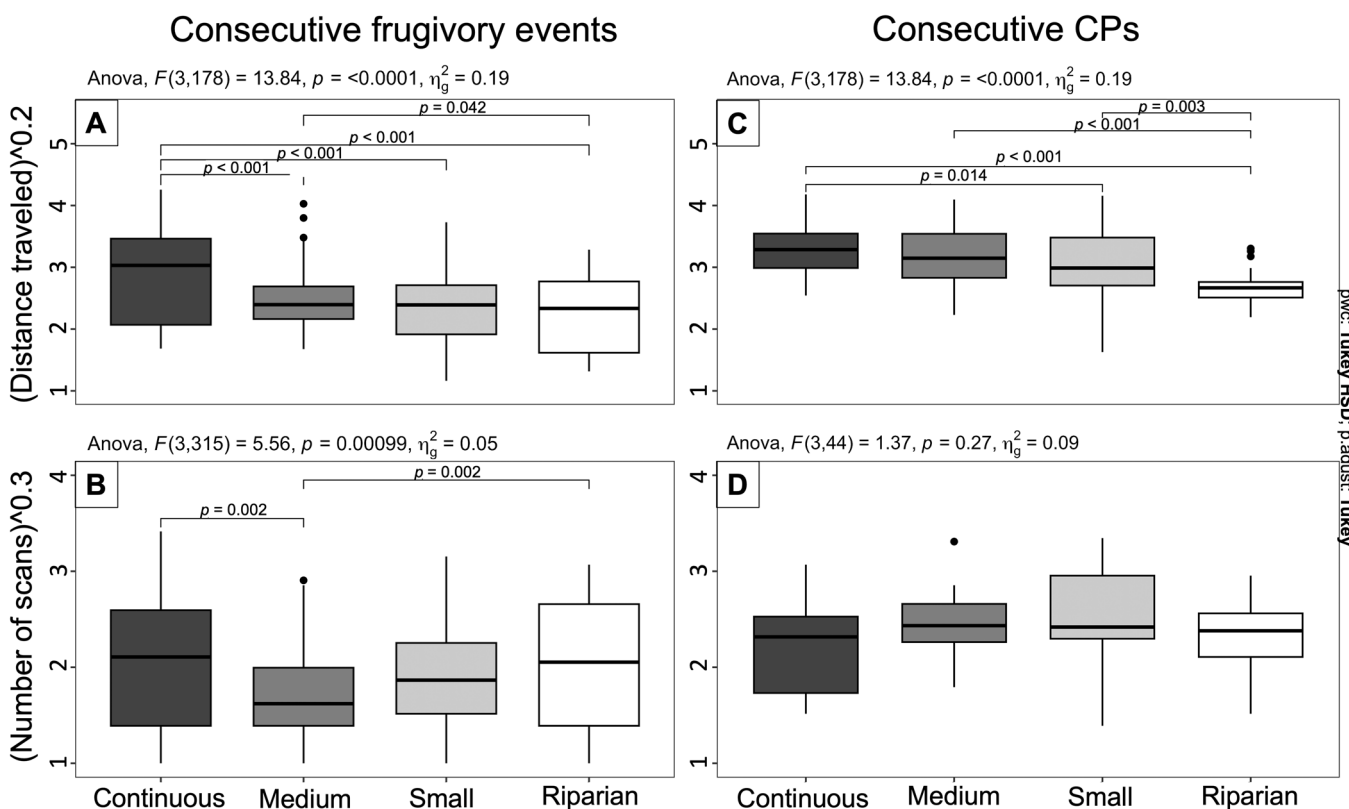 Consecutive frugivory events
Consecutive CPs
Anova, F(3,178) = 13.84, p = <0.0001, η²g = 0.19
Anova, F(3,178) = 13.84, p = <0.0001, η²g = 0.19
(Distance traveled)^0.2
A
p = 0.042
p < 0.001
p < 0.001
p < 0.001
5
4
3
2
1
C
p = 0.003
p < 0.001
p < 0.001
p = 0.014
5
4
3
2
1
Anova, F(3,315) = 5.56, p = 0.00099, η²g = 0.05
Anova, F(3,44) = 1.37, p = 0.27, η²g = 0.09
(Number of scans)^0.3
B
p = 0.002
p = 0.002
4
3
2
1
D
4
3
2
1
Continuous Medium Small Riparian
Continuous Medium Small Riparian
pwc: Tukey HSD; p.adjust: Tukey